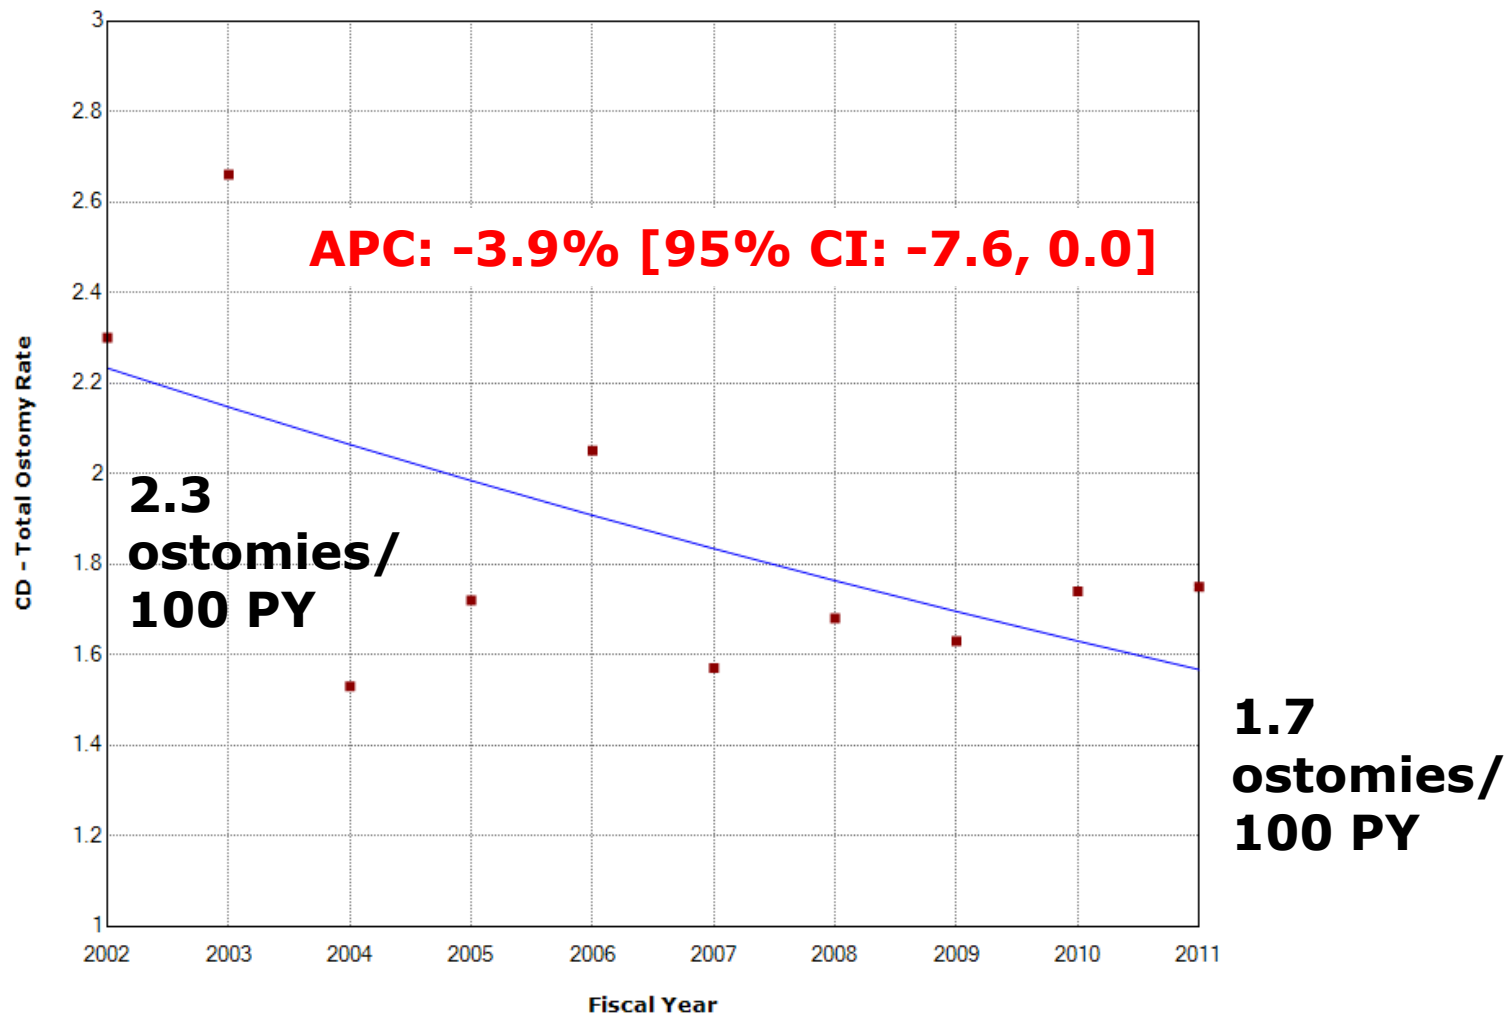 3
2.8
2.6
APC: -3.9% [95% CI: -7.6, 0.0]
2.4
2.2
2
1.8
1.6
1.4
1.2
1
CD - Total Ostomy Rate
2.3
ostomies/
100 PY
1.7
ostomies/
100 PY
2002 2003 2004 2005 2006 2007 2008 2009 2010 2011
Fiscal Year